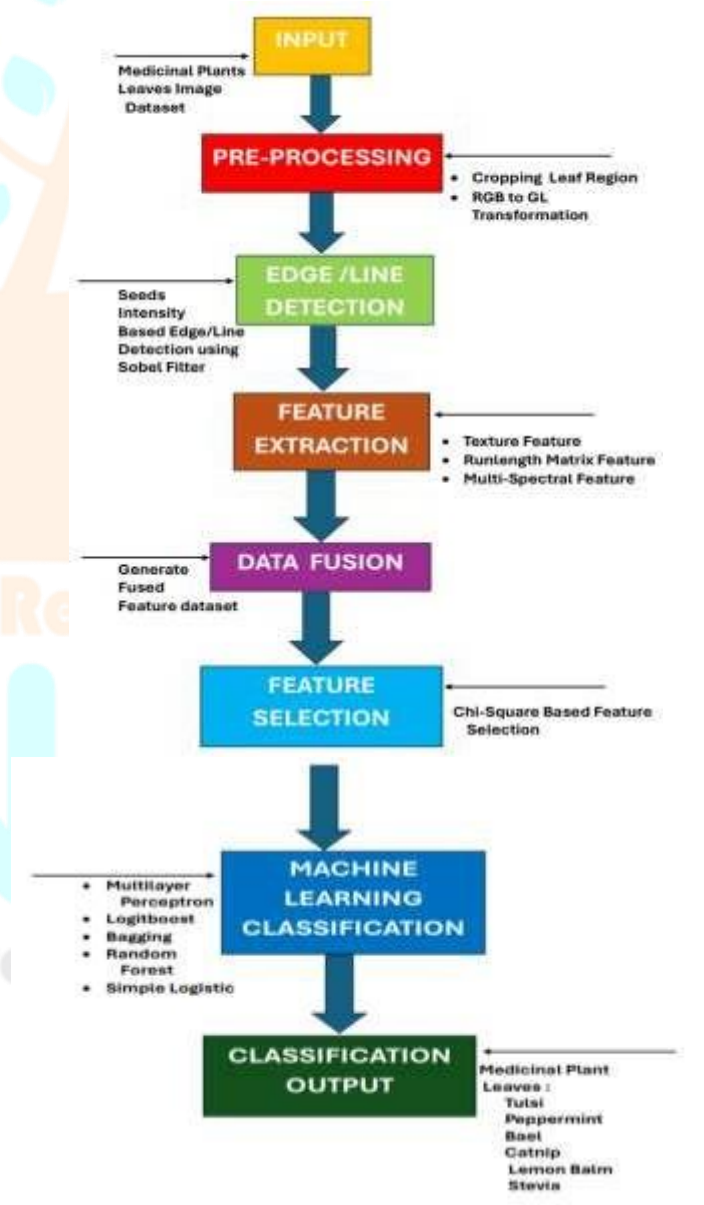 INPUT
Medicinal Plants
Leaves Image
Dataset
PRE-PROCESSING
• Cropping Leaf Region
• RGB to GL
Transformation
EDGE /LINE
DETECTION
Seeds
Intensity
Based Edge/Line
Detection using
Sobel Filter
FEATURE
EXTRACTION
• Texture Feature
• Runlength Matrix Feature
• Multi-Spectral Feature
DATA FUSION
Generate
Fused
Feature dataset
Re
FEATURE
SELECTION
Chi-Square Based Feature
Selection
MACHINE
LEARNING
CLASSIFICATION
• Multilayer
Perceptron
• Logitboost
• Bagging
• Random
Forest
• Simple Logistic
CLASSIFICATION
OUTPUT
Medicinal Plant
Leaves :
Tulsi
Peppermint
Bael
Catnip
Lemon Balm
Stevia